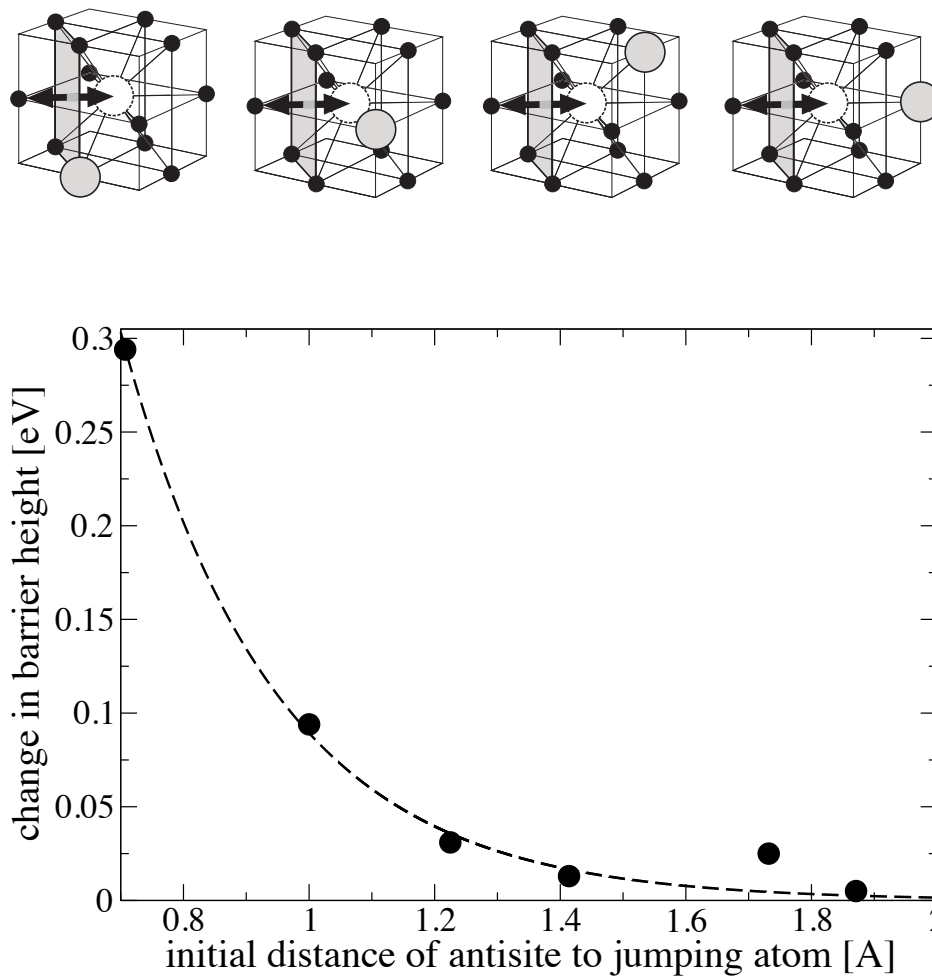 0.3
0.25
0.2
0.15
0.1
0.05
0
0.8 1 1.2 1.4 1.6 1.8 2
change in barrier height [eV]
initial distance of antisite to jumping atom [A]